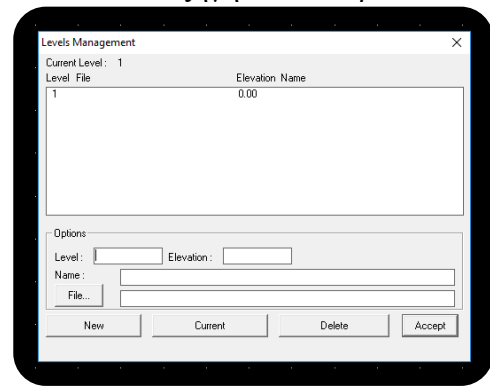 Levels Management
Current Level : 1
Level File Elevation Name
1 0.00
Options
Level : Elevation :
Name :
File...
New Current Delete Accept